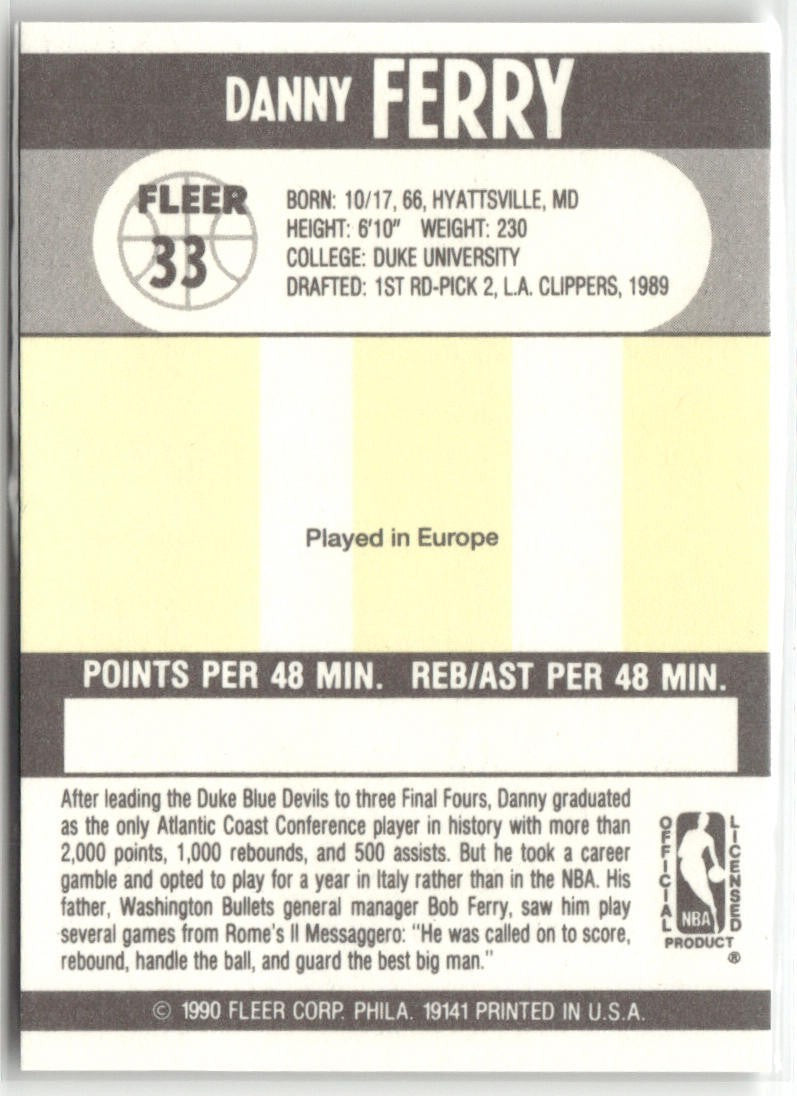 DANNY FERRY
FLEER
33
BORN: 10/17, 66, HYATTSVILLE, MD
HEIGHT: 6'10" WEIGHT: 230
COLLEGE: DUKE UNIVERSITY
DRAFTED: 1ST RD-PICK 2, L.A. CLIPPERS, 1989
Played in Europe
POINTS PER 48 MIN. REB/AST PER 48 MIN.
After leading the Duke Blue Devils to three Final Fours, Danny graduated
as the only Atlantic Coast Conference player in history with more than
2,000 points, 1,000 rebounds, and 500 assists. But he took a career
gamble and opted to play for a year in Italy rather than in the NBA. His
father, Washington Bullets general manager Bob Ferry, saw him play
several games from Rome's Il Messaggero: "He was called on to score,
rebound, handle the ball, and guard the best big man."
OFFICIAL
LICENSED
NBA
PRODUCT
®
© 1990 FLEER CORP. PHILA. 19141 PRINTED IN U.S.A.